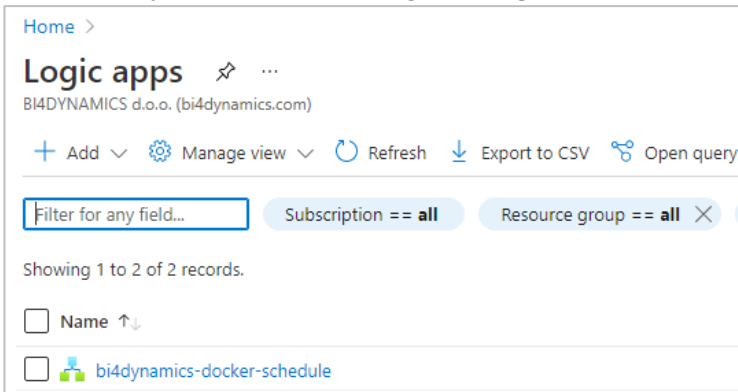 Home >
Logic apps ...
BI4DYNAMICS d.o.o. (bi4dynamics.com)
+ Add Manage view Refresh Export to CSV Open query
Filter for any field... Subscription == all Resource group == all ×
Showing 1 to 2 of 2 records.
Name ↑↓
bi4dynamics-docker-schedule